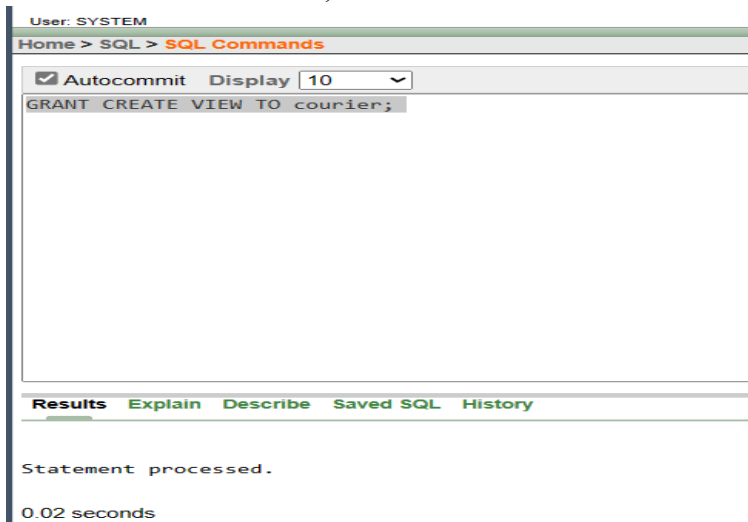 User: SYSTEM
Home > SQL > SQL Commands
Autocommit Display 10
GRANT CREATE VIEW TO courier;
Results Explain Describe Saved SQL History
Statement processed.
0.02 seconds